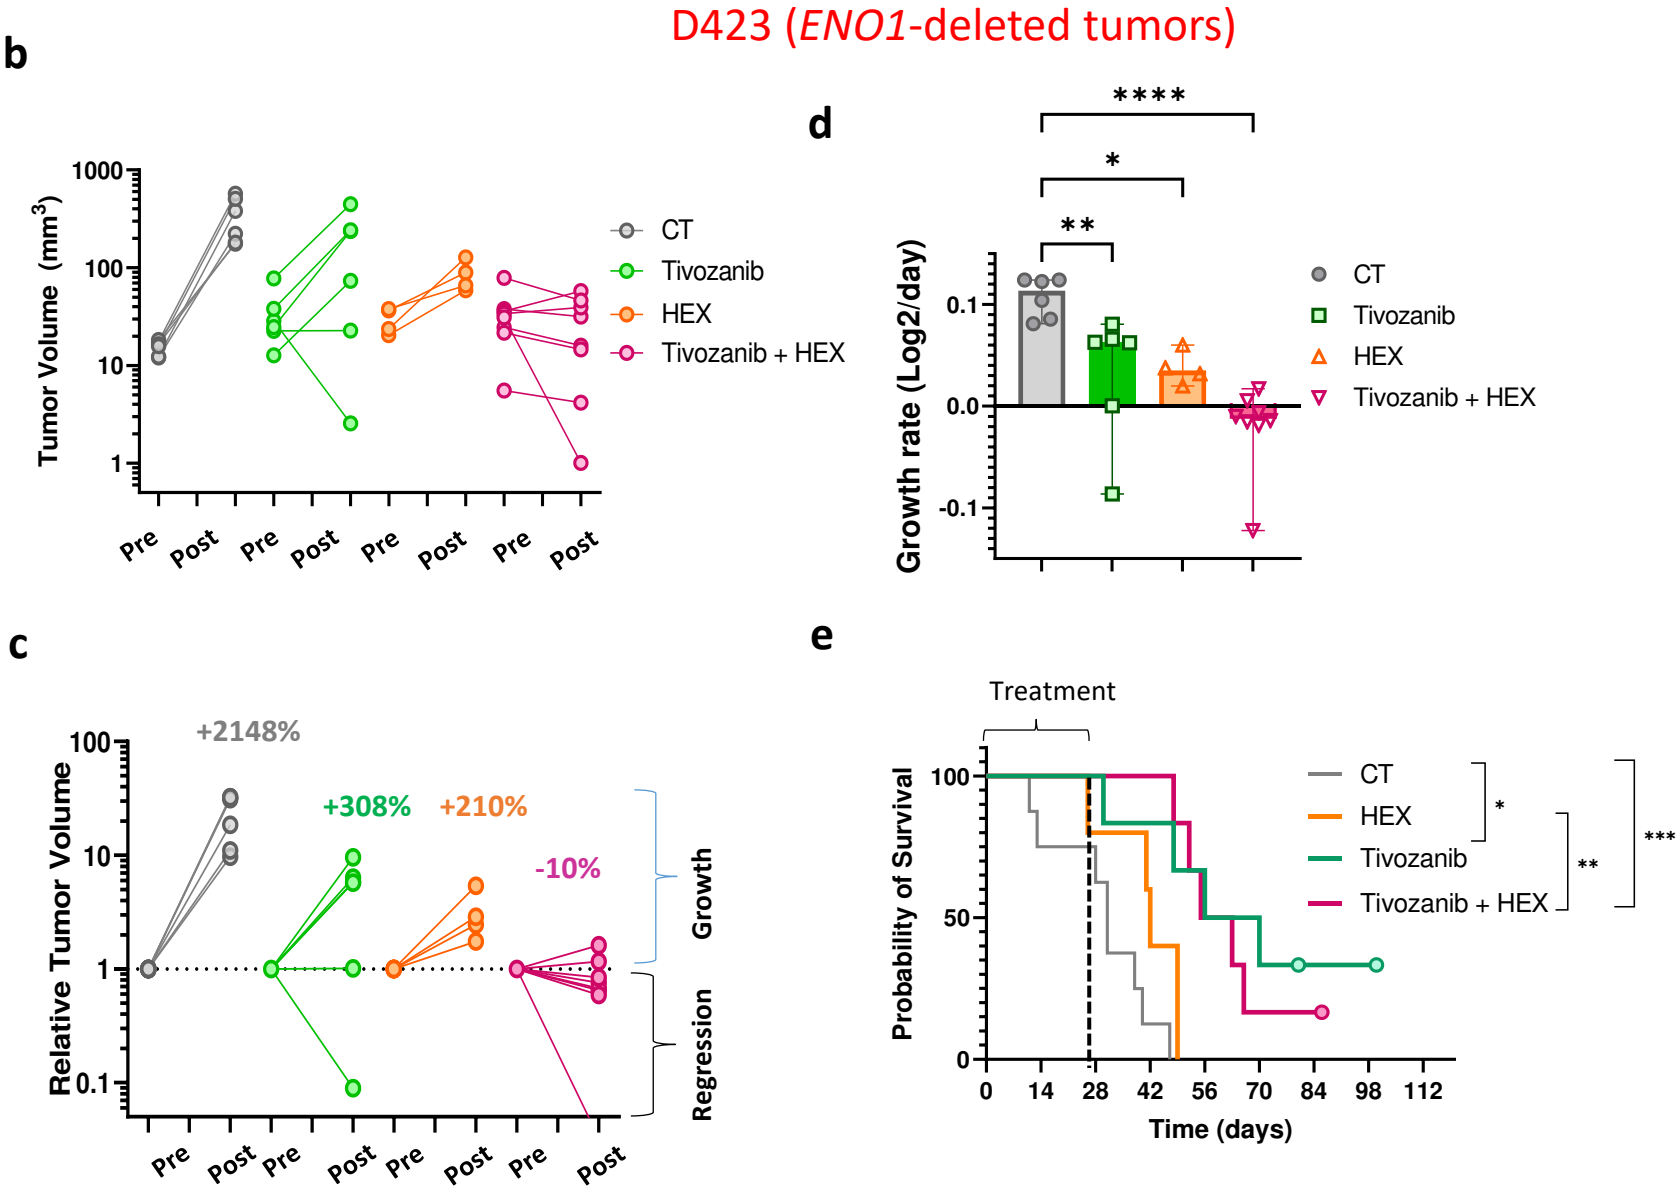 D423 (ENO1-deleted tumors)
b
Tumor Volume (mm³)
1000
100
10
1
Pre
Post
Pre
Post
Pre
Post
Pre
Post
CT
Tivozanib
HEX
Tivozanib + HEX
d
****
*
**
Growth rate (Log2/day)
0.1
0.0
-0.1
CT
Tivozanib
HEX
Tivozanib + HEX
c
Relative Tumor Volume
100
10
1
0.1
+2148%
+308%
+210%
-10%
Growth
Regression
Pre
Post
Pre
Post
Pre
Post
Pre
Post
e
Treatment
Probability of Survival
100
50
0
0 14 28 42 56 70 84 98 112
Time (days)
CT
HEX
Tivozanib
Tivozanib + HEX
*
**
***